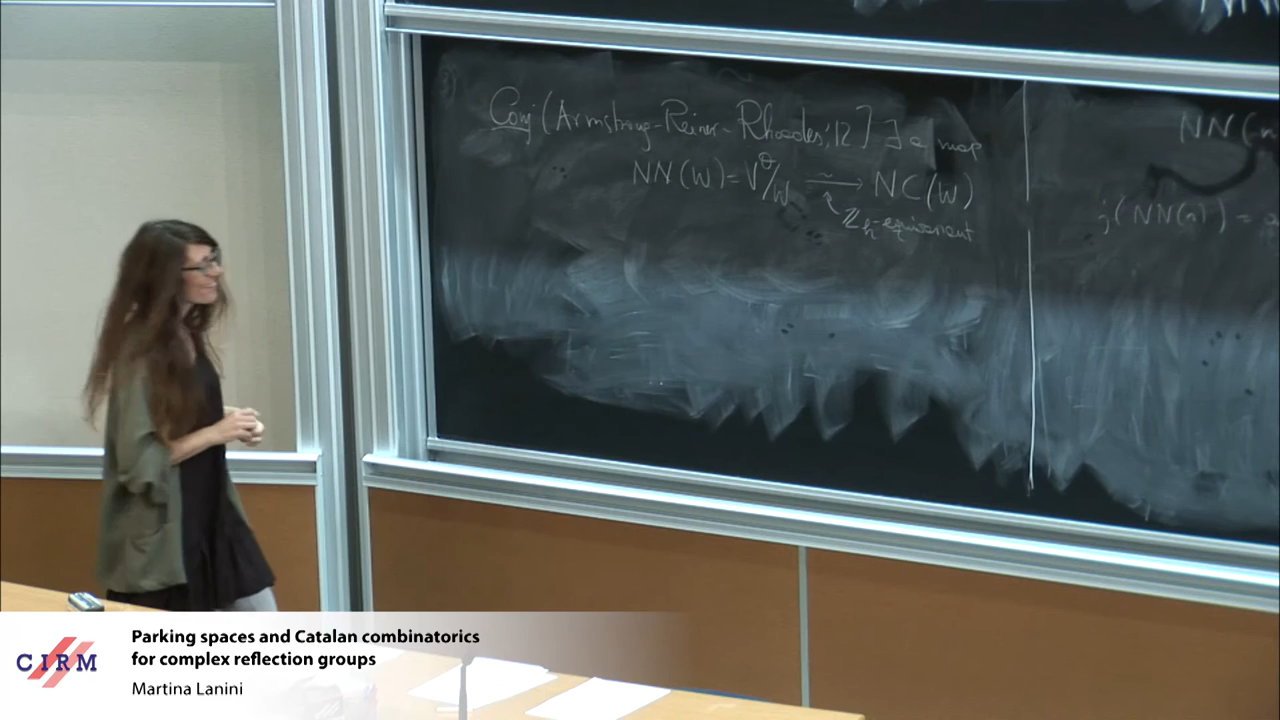 Conj (Armstrong-Reiner-Rhoades,'12] ∃ a map
NN(W) = V^θ/W ⥲ NC(W)
ℤ_h-equivariant
NN(n
j(NN(n)) =
CIRM
Parking spaces and Catalan combinatorics
for complex reflection groups
Martina Lanini